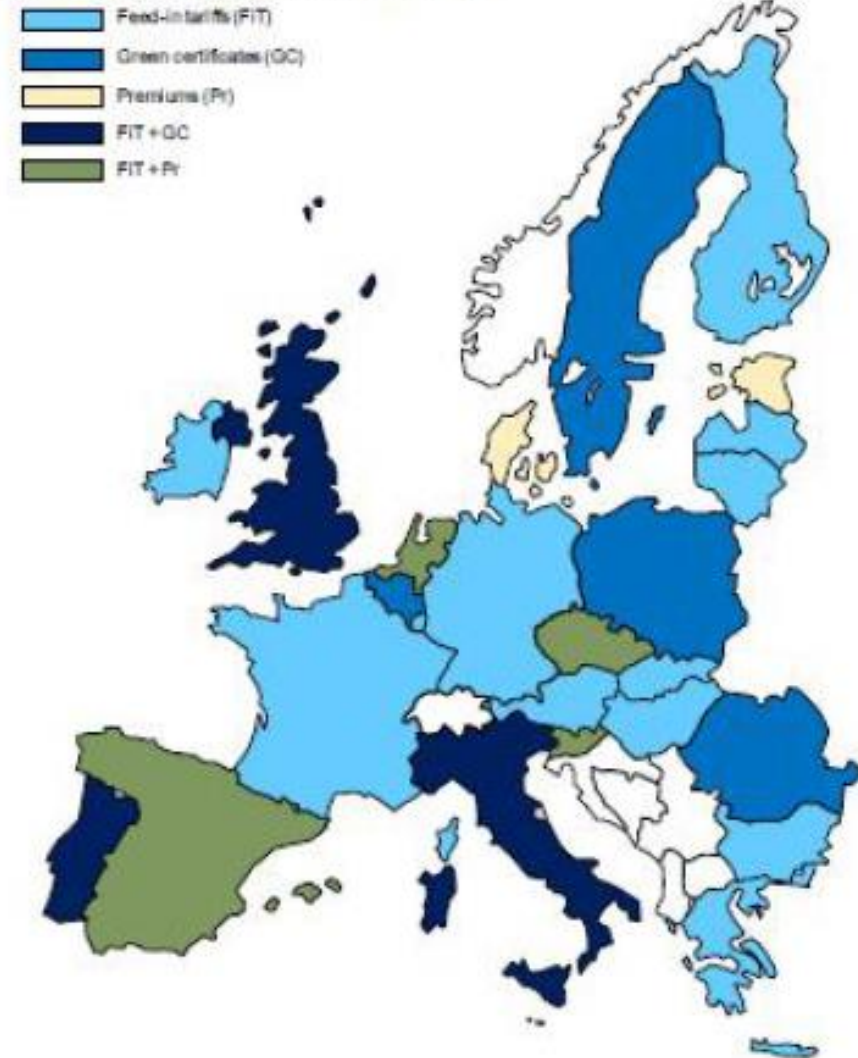 Feed-in tariffs (FiT)
Green certificates (GC)
Premiums (Pr)
FiT + GC
FiT + Pr